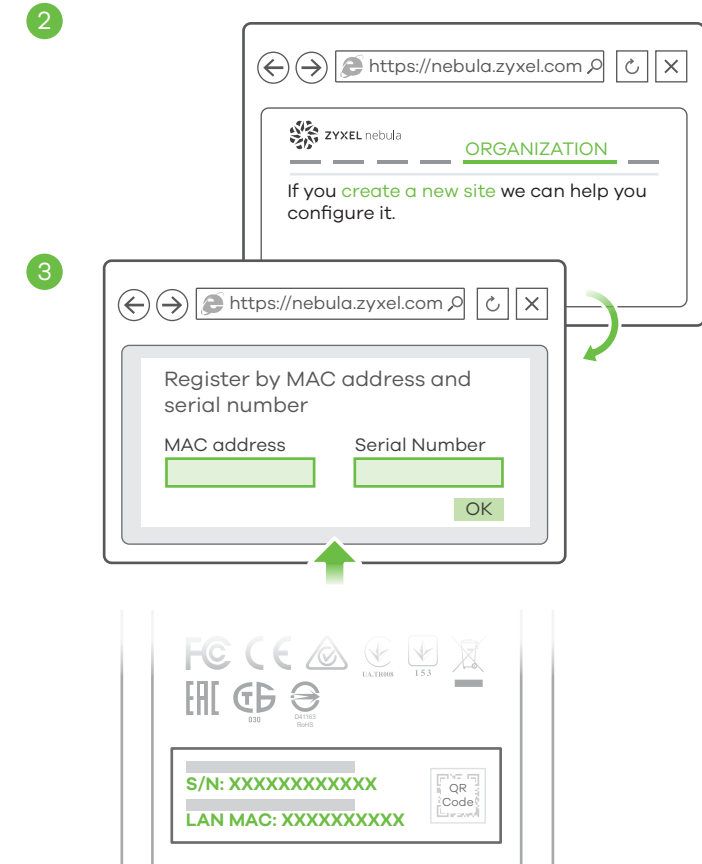 2
https://nebula.zyxel.com
ZYXEL nebula
ORGANIZATION
If you create a new site we can help you
configure it.
3
https://nebula.zyxel.com
Register by MAC address and
serial number
MAC address Serial Number
OK
FC CE UA.TR008 153
EAC 030 D41163
RoHS
S/N: XXXXXXXXXXXX
QR
Code
LAN MAC: XXXXXXXXXX